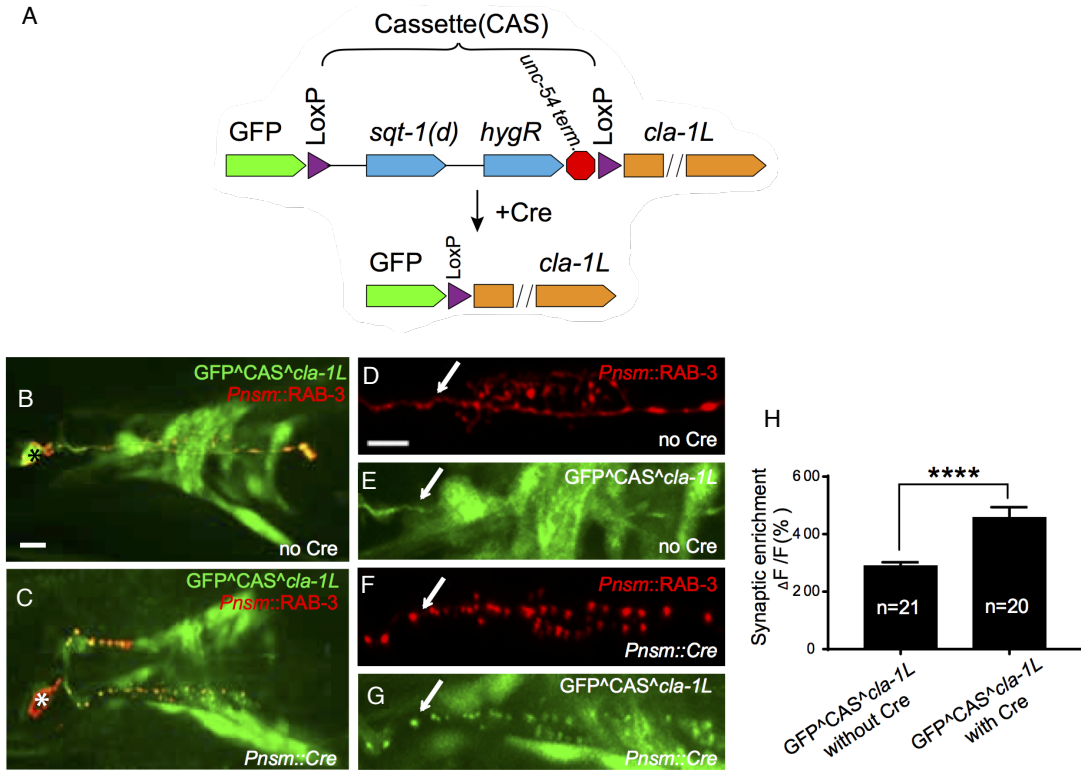 A
Cassette(CAS)
GFP
LoxP
sqt-1(d)
hygR
unc-54 term.
LoxP
cla-1L
+Cre
GFP
LoxP
cla-1L
B
GFP^CAS^cla-1L
Pnsm::RAB-3
*
no Cre
C
GFP^CAS^cla-1L
Pnsm::RAB-3
*
Pnsm::Cre
D
Pnsm::RAB-3
no Cre
E
GFP^CAS^cla-1L
no Cre
F
Pnsm::RAB-3
Pnsm::Cre
G
GFP^CAS^cla-1L
Pnsm::Cre
H
Synaptic enrichment
ΔF/F(%)
600
400
200
0
****
n=21
n=20
GFP^CAS^cla-1L
without Cre
GFP^CAS^cla-1L
with Cre